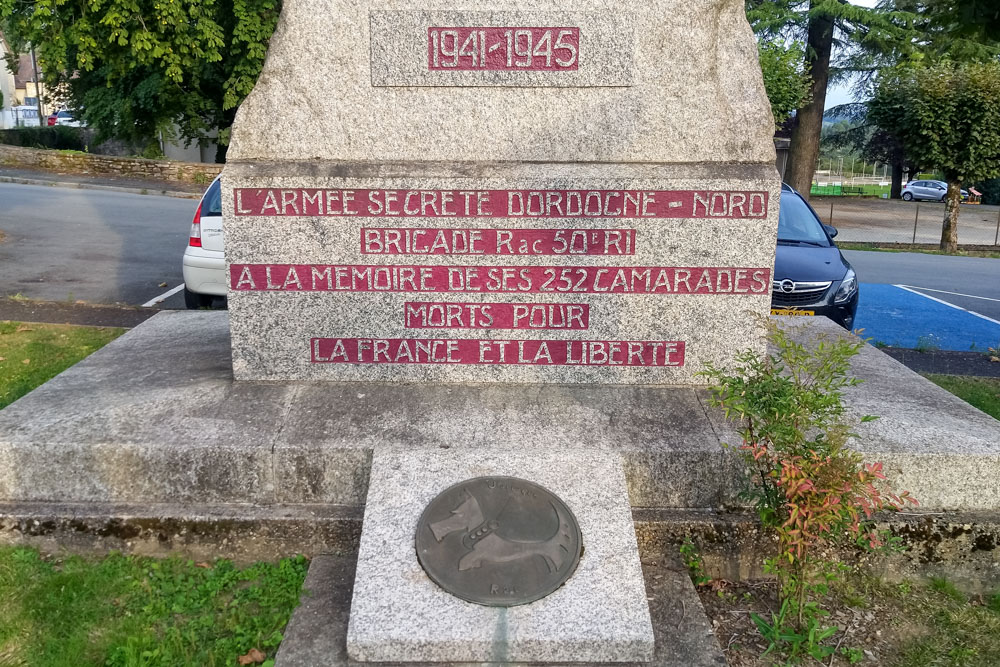 1941-1945
L'ARMEE SECRETE DORDOGNE - NORD
BRIGADE Rac 50E RI
A LA MEMOIRE DE SES 252 CAMARADES
MORTS POUR
LA FRANCE ET LA LIBERTE
Rac